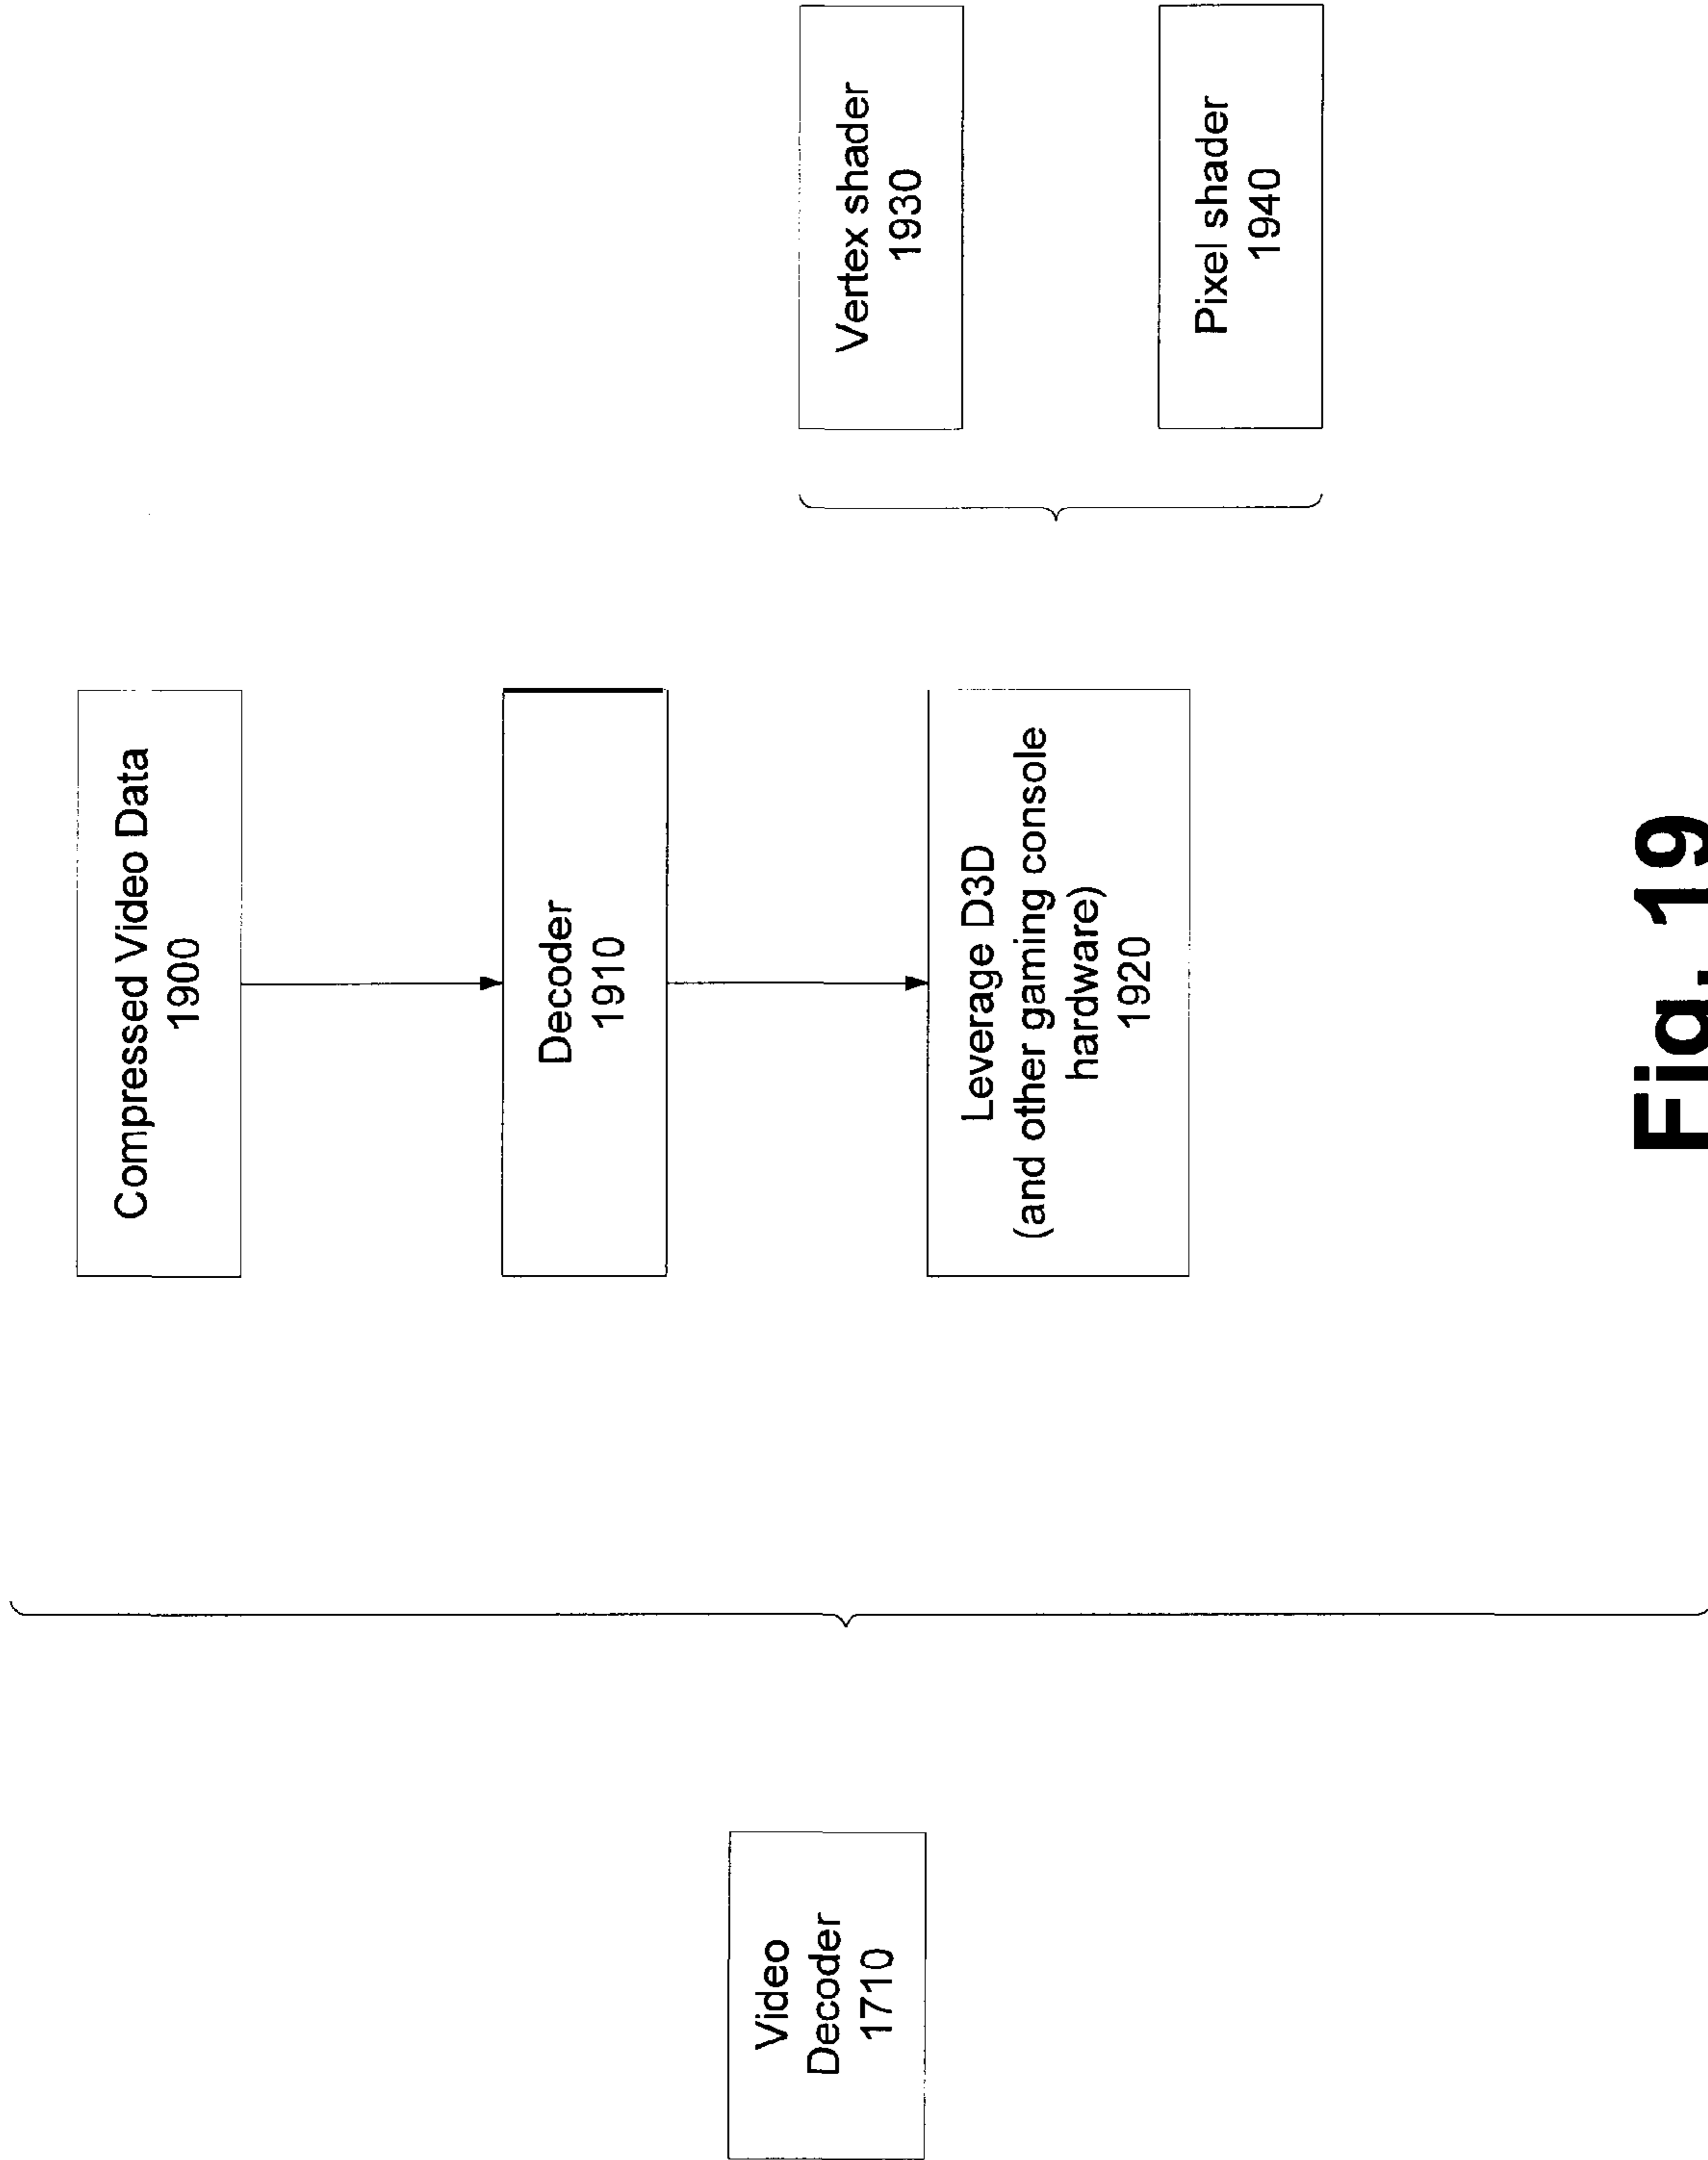 Video
Decoder
1710
Compressed Video Data
1900
Decoder
1910
Leverage D3D
(and other gaming console
hardware)
1920
Vertex shader
1930
Pixel shader
1940
Fig. 19